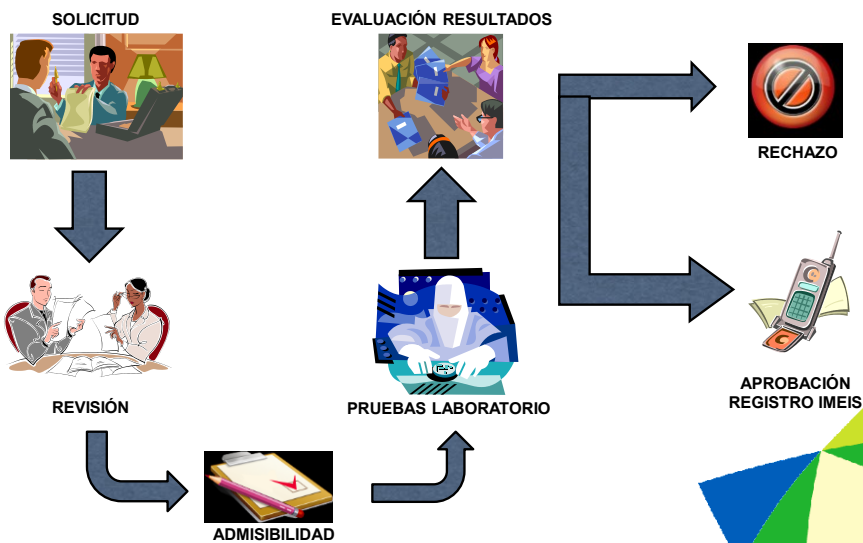 SOLICITUD
REVISIÓN
ADMISIBILIDAD
PRUEBAS LABORATORIO
EVALUACIÓN RESULTADOS
RECHAZO
APROBACIÓN
REGISTRO IMEIS